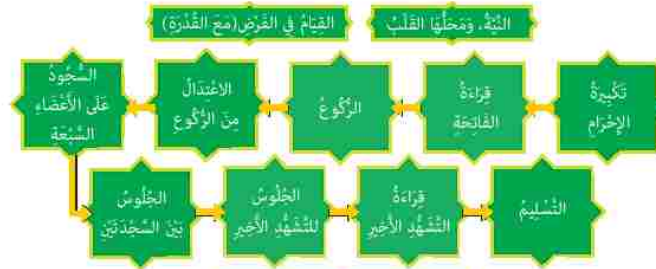 النِّيَّةُ، وَمَحَلُّهَا القَلْبُ
القِيَامُ فِي الفَرْضِ(مَعَ القُدْرَةِ)
تَكْبِيرَةُ
الإِحْرَامِ
قِرَاءَةُ
الفَاتِحَةِ
الرُّكُوعُ
الاعْتِدَالُ
مِنَ الرُّكُوعِ
السُّجُودُ
عَلَى الأَعْضَاءِ
السَّبْعَةِ
الجُلُوسُ
بَيْنَ السَّجْدَتَيْنِ
الجُلُوسُ
لِلتَّشَهُّدِ الأَخِيرِ
قِرَاءَةُ
التَّشَهُّدِ الأَخِيرِ
التَّسْلِيمُ